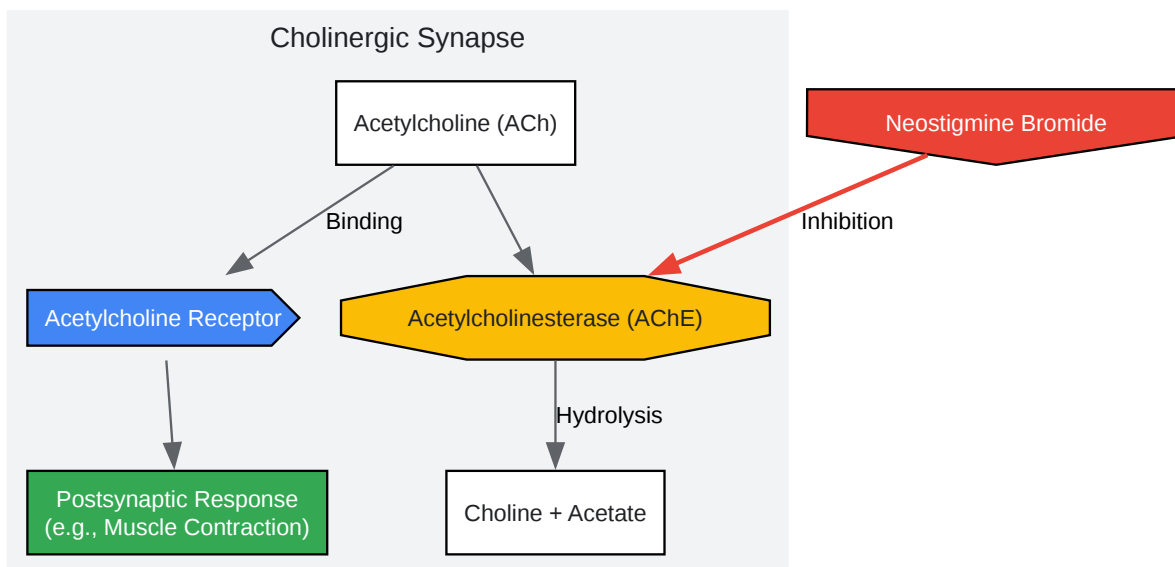 Cholinergic Synapse
Acetylcholine (ACh)
Neostigmine Bromide
Binding
Inhibition
Acetylcholine Receptor
Acetylcholinesterase (AChE)
Hydrolysis
Postsynaptic Response
(e.g., Muscle Contraction)
Choline + Acetate